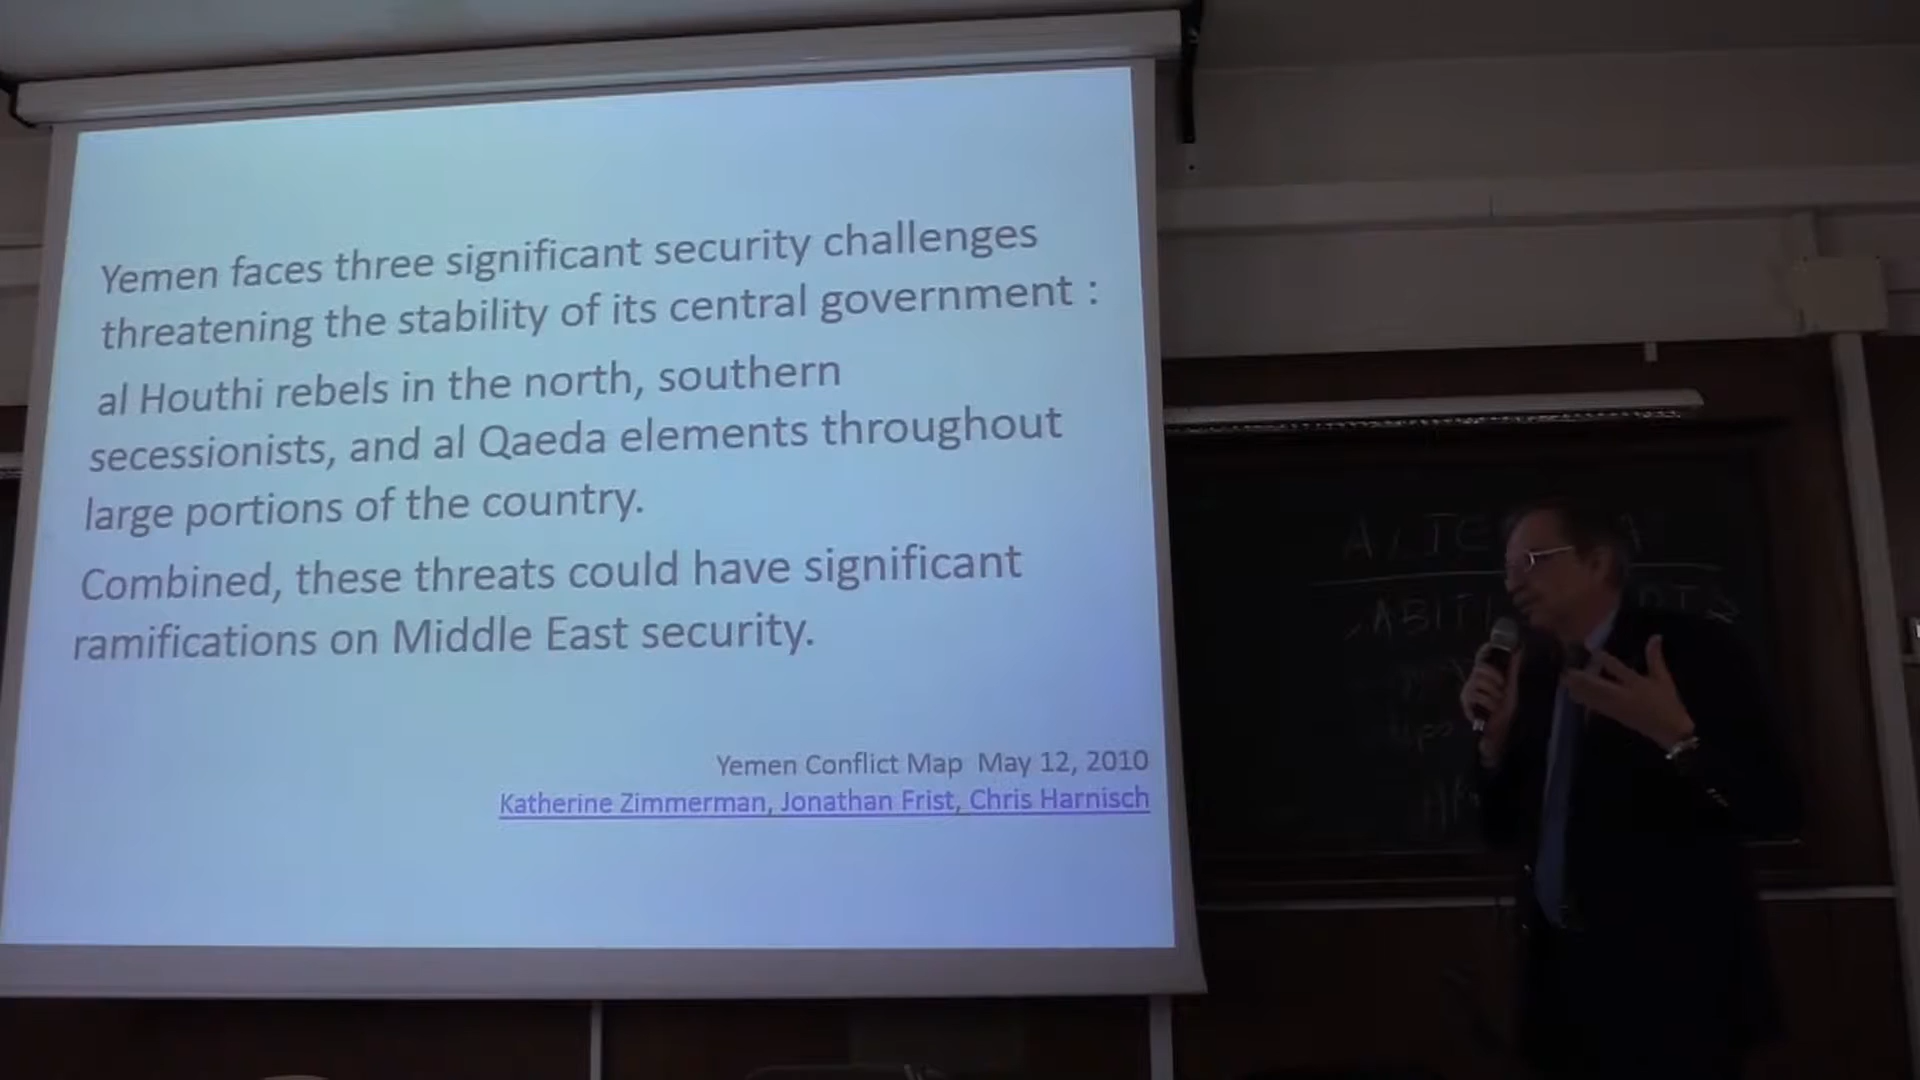 Yemen faces three significant security challenges
threatening the stability of its central government :
al Houthi rebels in the north, southern
secessionists, and al Qaeda elements throughout
large portions of the country.
Combined, these threats could have significant
ramifications on Middle East security.
Yemen Conflict Map May 12, 2010
Katherine Zimmerman, Jonathan Frist, Chris Harnisch